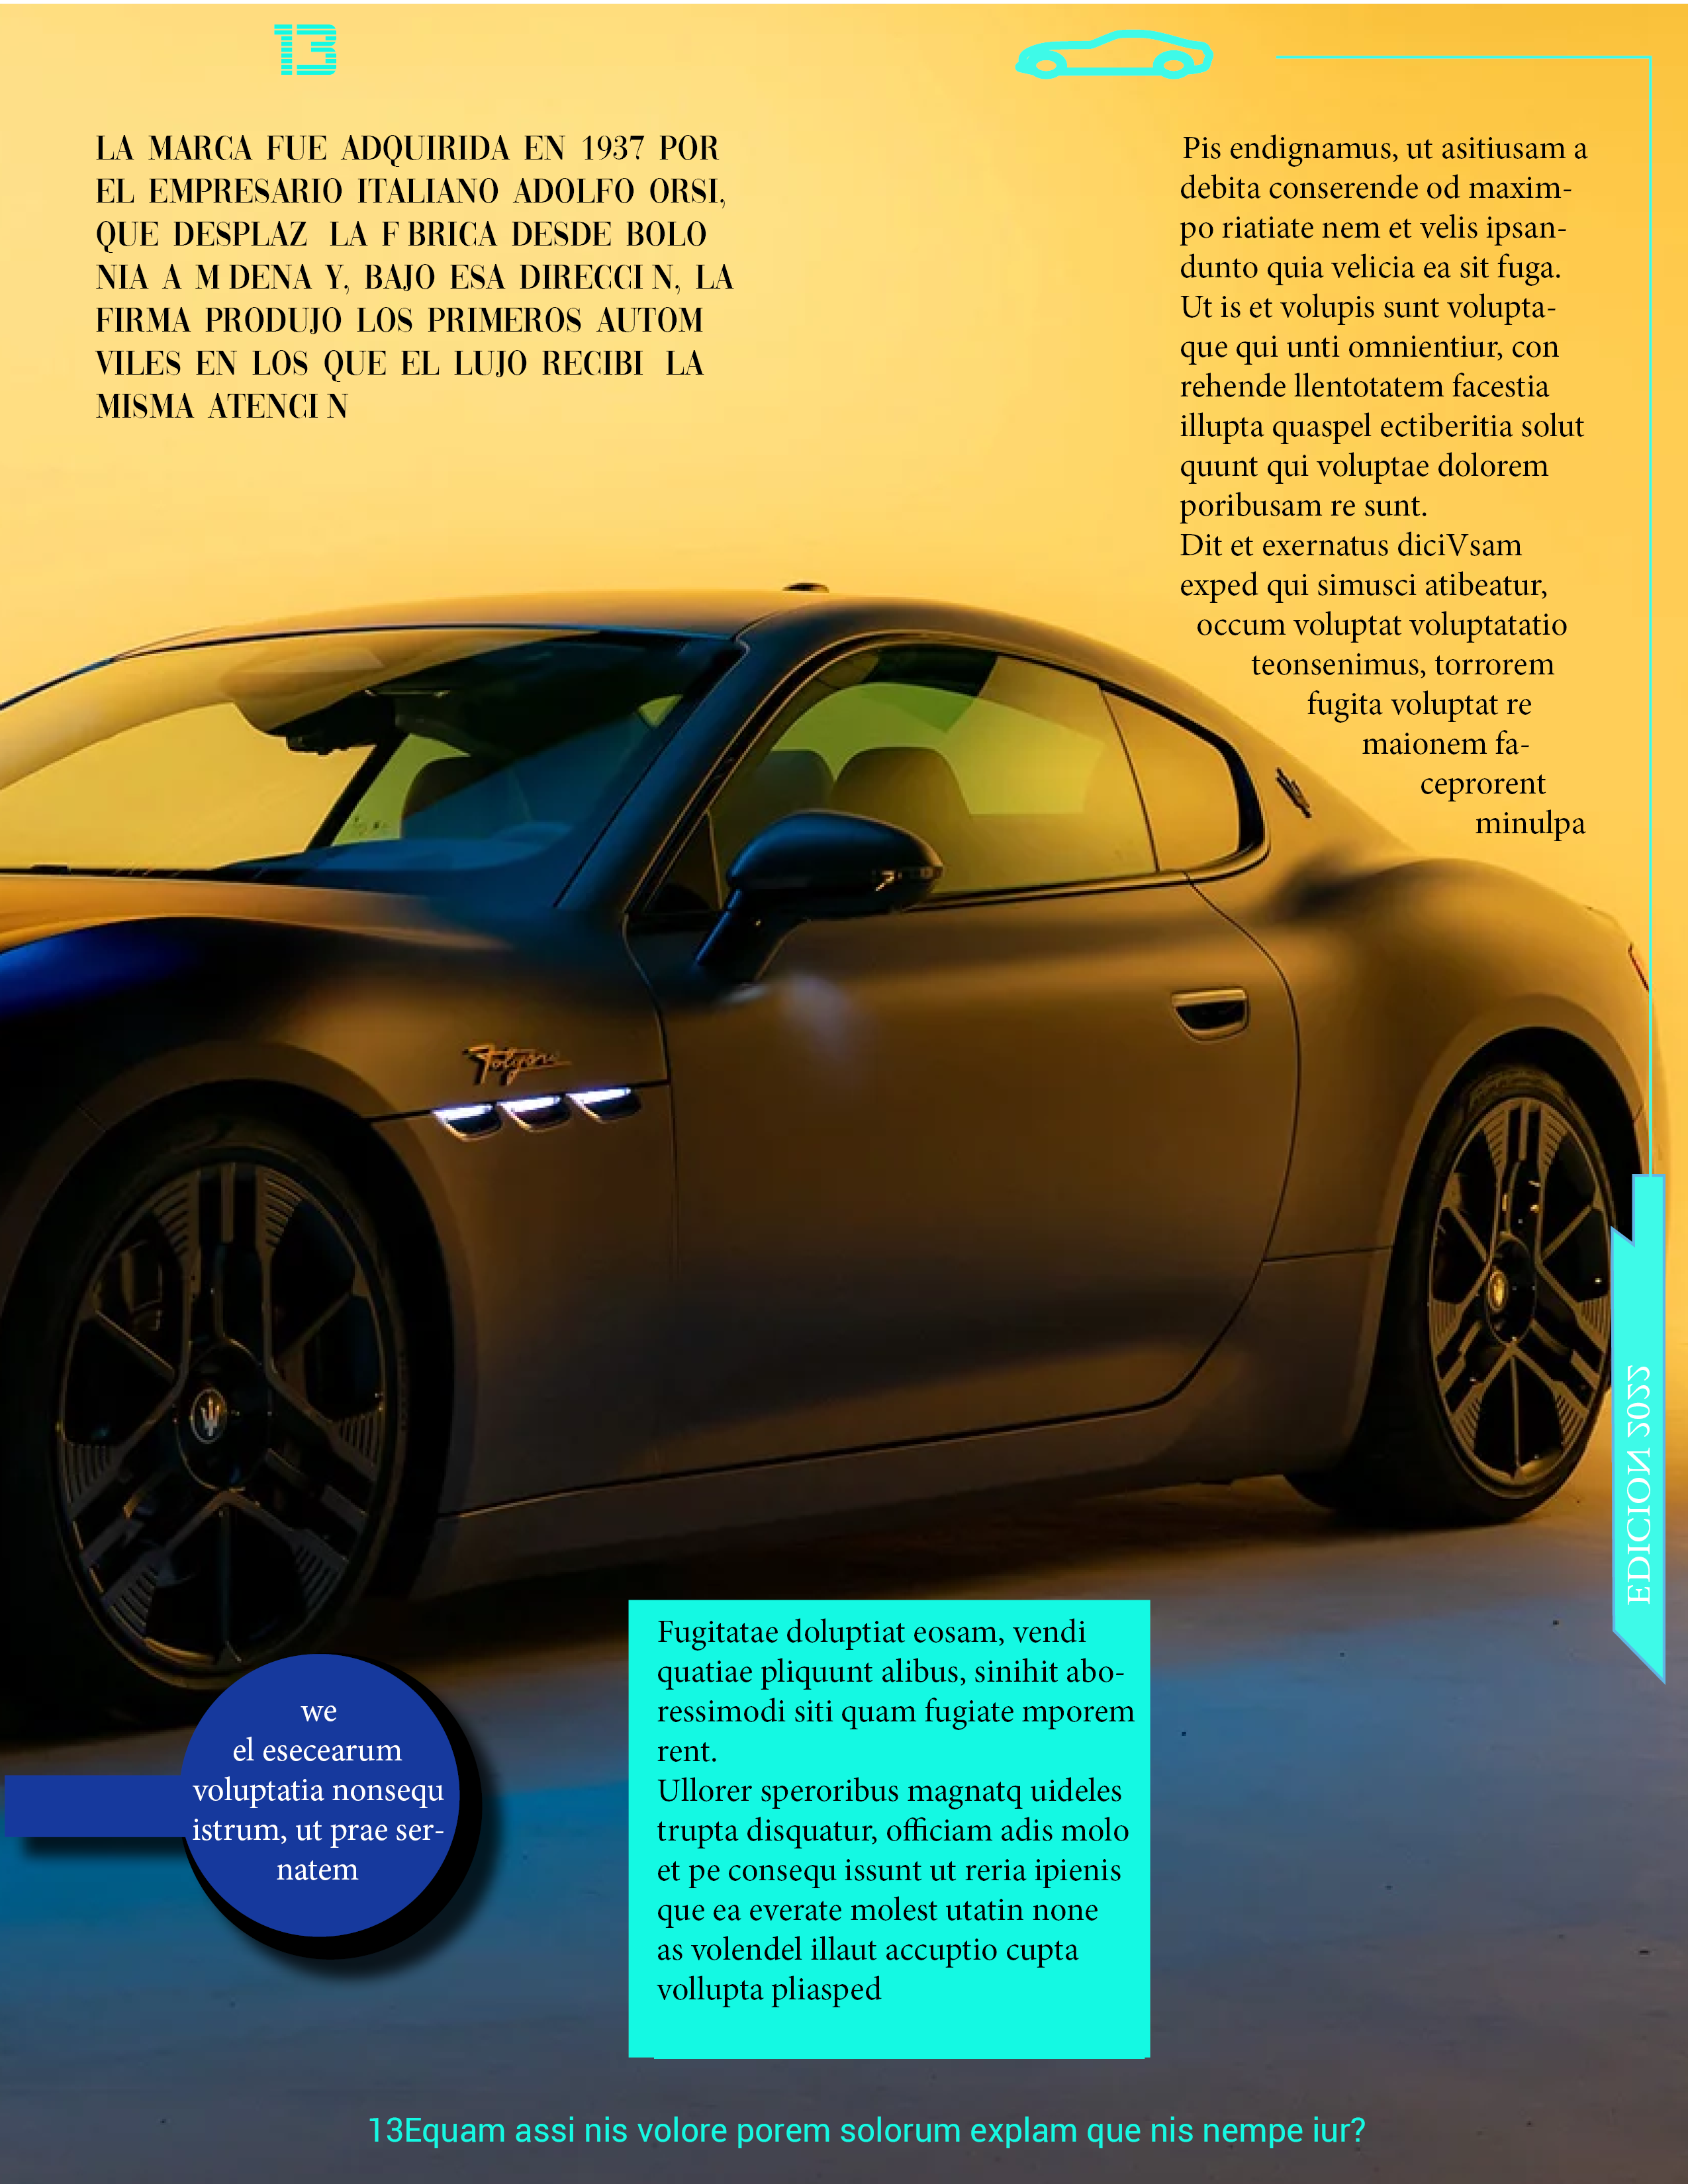 13
LA MARCA FUE ADQUIRIDA EN 1937 POR
EL EMPRESARIO ITALIANO ADOLFO ORSI,
QUE DESPLAZ LA F BRICA DESDE BOLO
NIA A M DENA Y, BAJO ESA DIRECCI N, LA
FIRMA PRODUJO LOS PRIMEROS AUTOM
VILES EN LOS QUE EL LUJO RECIBI LA
MISMA ATENCI N
Pis endignamus, ut asitiusam a
debita conserende od maxim-
po riatiate nem et velis ipsan-
dunto quia velicia ea sit fuga.
Ut is et volupis sunt volupta-
que qui unti omnientiur, con
rehende llentotatem facestia
illupta quaspel ectiberitia solut
quunt qui voluptae dolorem
poribusam re sunt.
Dit et exernatus diciVsam
exped qui simusci atibeatur,
occum voluptat voluptatatio
teonsenimus, torrorem
fugita voluptat re
maionem fa-
ceprorent
minulpa
Folgore
EDICION 2022
we
el esecearum
voluptatia nonsequ
istrum, ut prae ser-
natem
Fugitatae doluptiat eosam, vendi
quatiae pliquunt alibus, sinihit abo-
ressimodi siti quam fugiate mporem
rent.
Ullorer speroribus magnatq uideles
trupta disquatur, officiam adis molo
et pe consequ issunt ut reria ipienis
que ea everate molest utatin none
as volendel illaut accuptio cupta
vollupta pliasped
13Equam assi nis volore porem solorum explam que nis nempe iur?